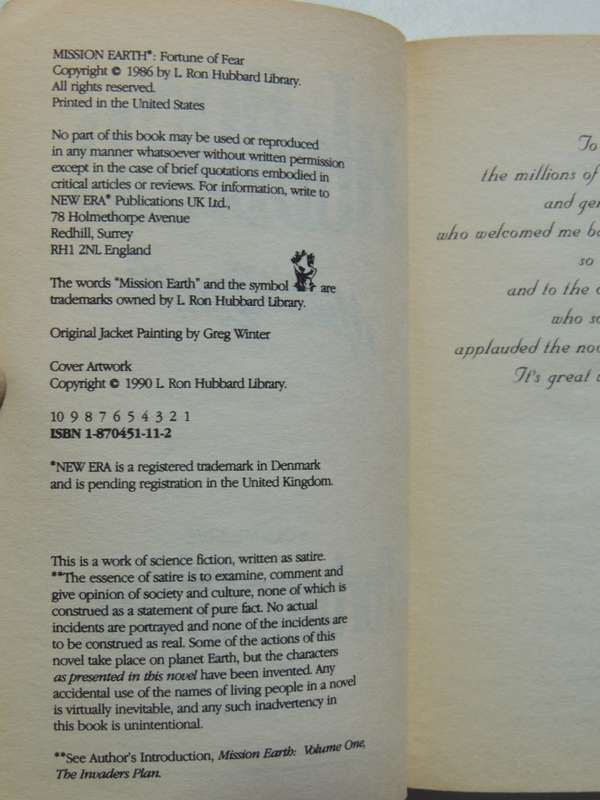 MISSION EARTH*: Fortune of Fear
Copyright © 1986 by L. Ron Hubbard Library.
All rights reserved.
Printed in the United States
No part of this book may be used or reproduced
in any manner whatsoever without written permission
except in the case of brief quotations embodied in
critical articles or reviews. For information, write to
NEW ERA* Publications UK Ltd.,
78 Holmethorpe Avenue
Redhill, Surrey
RH1 2NL England
The words "Mission Earth" and the symbol are
trademarks owned by L. Ron Hubbard Library.
Original Jacket Painting by Greg Winter
Cover Artwork
Copyright © 1990 L. Ron Hubbard Library.
10 9 8 7 6 5 4 3 2 1
ISBN 1-870451-11-2
*NEW ERA is a registered trademark in Denmark
and is pending registration in the United Kingdom.
This is a work of science fiction, written as satire.
**The essence of satire is to examine, comment and
give opinion of society and culture, none of which is
construed as a statement of pure fact. No actual
incidents are portrayed and none of the incidents are
to be construed as real. Some of the actions of this
novel take place on planet Earth, but the characters
as presented in this novel have been invented. Any
accidental use of the names of living people in a novel
is virtually inevitable, and any such inadvertency in
this book is unintentional.
**See Author's Introduction, Mission Earth: Volume One,
The Invaders Plan.
To
the millions of
and
who welcomed me
so
and to the
who
applauded the
It's great